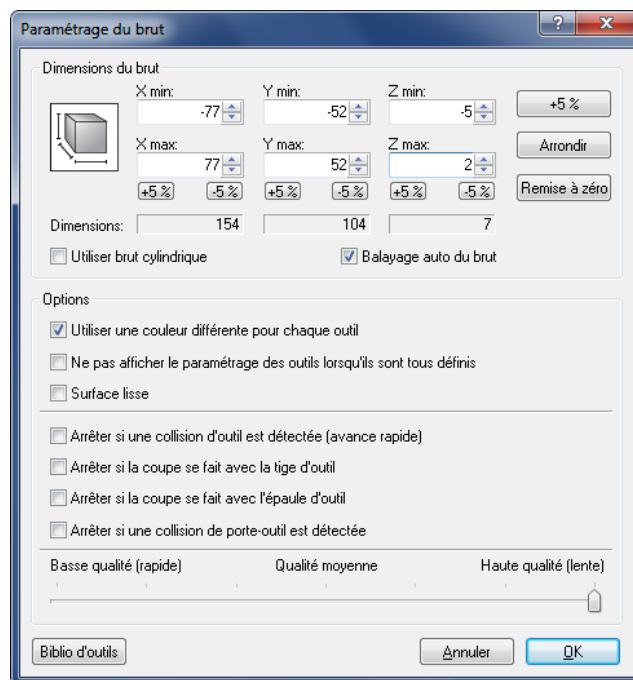 Paramétrage du brut
Dimensions du brut
X min: Y min: Z min:
-77 -52 -5 +5 %
X max: Y max: Z max: Arrondir
77 52 2
+5 % -5 % +5 % -5 % +5 % -5 % Remise à zéro
Dimensions: 154 104 7
Utiliser brut cylindrique Balayage auto du brut
Options
Utiliser une couleur différente pour chaque outil
Ne pas afficher le paramétrage des outils lorsqu'ils sont tous définis
Surface lisse
Arrêter si une collision d'outil est détectée (avance rapide)
Arrêter si la coupe se fait avec la tige d'outil
Arrêter si la coupe se fait avec l'épaule d'outil
Arrêter si une collision de porte-outil est détectée
Basse qualité (rapide) Qualité moyenne Haute qualité (lente)
Biblio d'outils Annuler OK